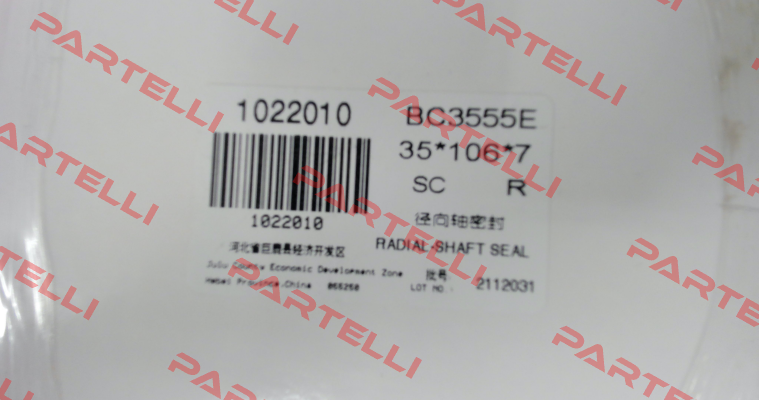 1022010 BC3555E
35*106*7
SC R
1022010
径向轴密封
RADIAL-SHAFT SEAL
河北省巨鹿县经济开发区
JuLu County Economic Development Zone
Hebei Province.China 055250
批号:
LOT NO.: 2112031
PARTELLI
PARTELLI
PARTELLI
PARTELLI
PARTELLI
PARTELLI
PARTELLI
PARTELLI
PARTELLI